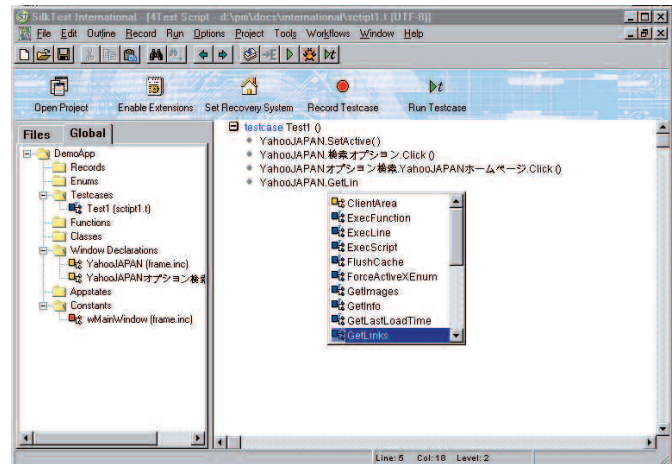 SilkTest International - [4Test Script - d:\pm\docz\international\sctipt1.t (UTF-8)]
File Edit Outline Record Run Options Project Tools Workflows Window Help
Open Project Enable Extensions Set Recovery System Record Testcase Run Testcase
Files Global
DemoApp
Records
Enums
Testcases
Test1 (sctipt1.t)
Functions
Classes
Window Declarations
YahooJAPAN (frame.inc)
YahooJAPANオプション検索
Appstates
Constants
wMainWindow (frame.inc)
testcase Test1 ()
YahooJAPAN.SetActive()
YahooJAPAN.検索オプション.Click ()
YahooJAPANオプション検索.YahooJAPANホームページ.Click ()
YahooJAPAN.GetLin
ClientArea
ExecFunction
ExecLine
ExecScript
FlushCache
ForceActiveXEnum
GetImages
GetInfo
GetLastLoadTime
GetLinks
Line: 5 Col: 18 Level: 2